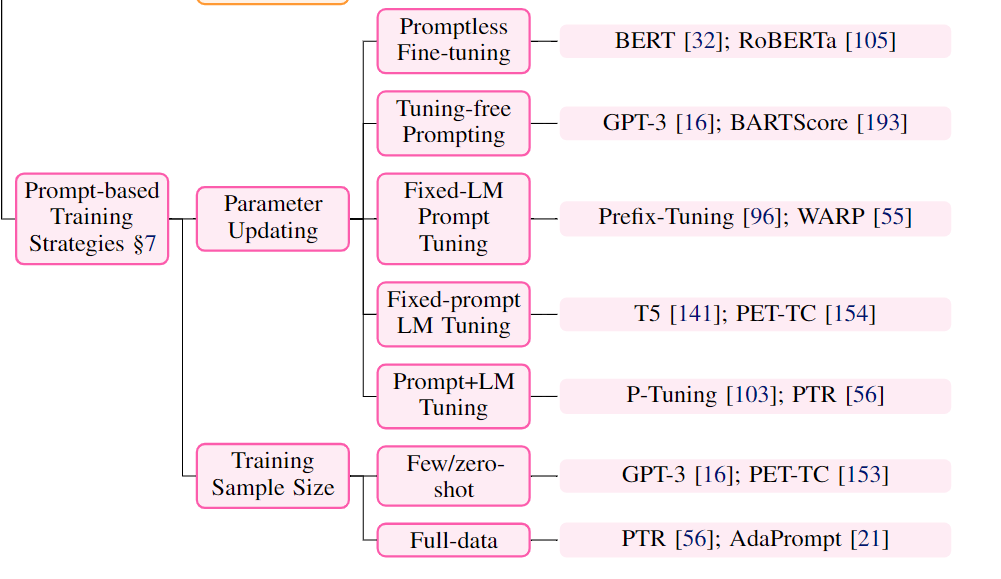 Promptless
Fine-tuning
BERT [32]; RoBERTa [105]
Tuning-free
Prompting
GPT-3 [16]; BARTScore [193]
Prompt-based
Training
Strategies §7
Parameter
Updating
Fixed-LM
Prompt
Tuning
Prefix-Tuning [96]; WARP [55]
Fixed-prompt
LM Tuning
T5 [141]; PET-TC [154]
Prompt+LM
Tuning
P-Tuning [103]; PTR [56]
Training
Sample Size
Few/zero-
shot
GPT-3 [16]; PET-TC [153]
Full-data
PTR [56]; AdaPrompt [21]